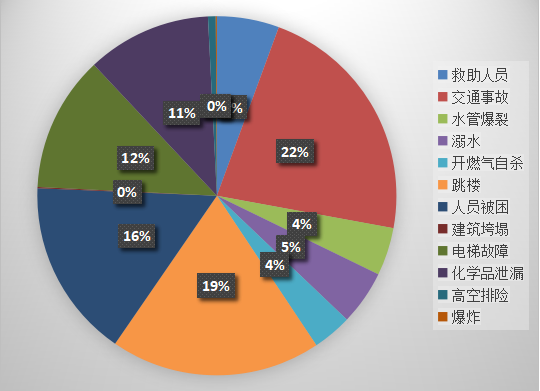 0%
%
22%
4%
5%
4%
19%
16%
0%
12%
11%
救助人员
交通事故
水管爆裂
溺水
开燃气自杀
跳楼
人员被困
建筑垮塌
电梯故障
化学品泄漏
高空排险
爆炸